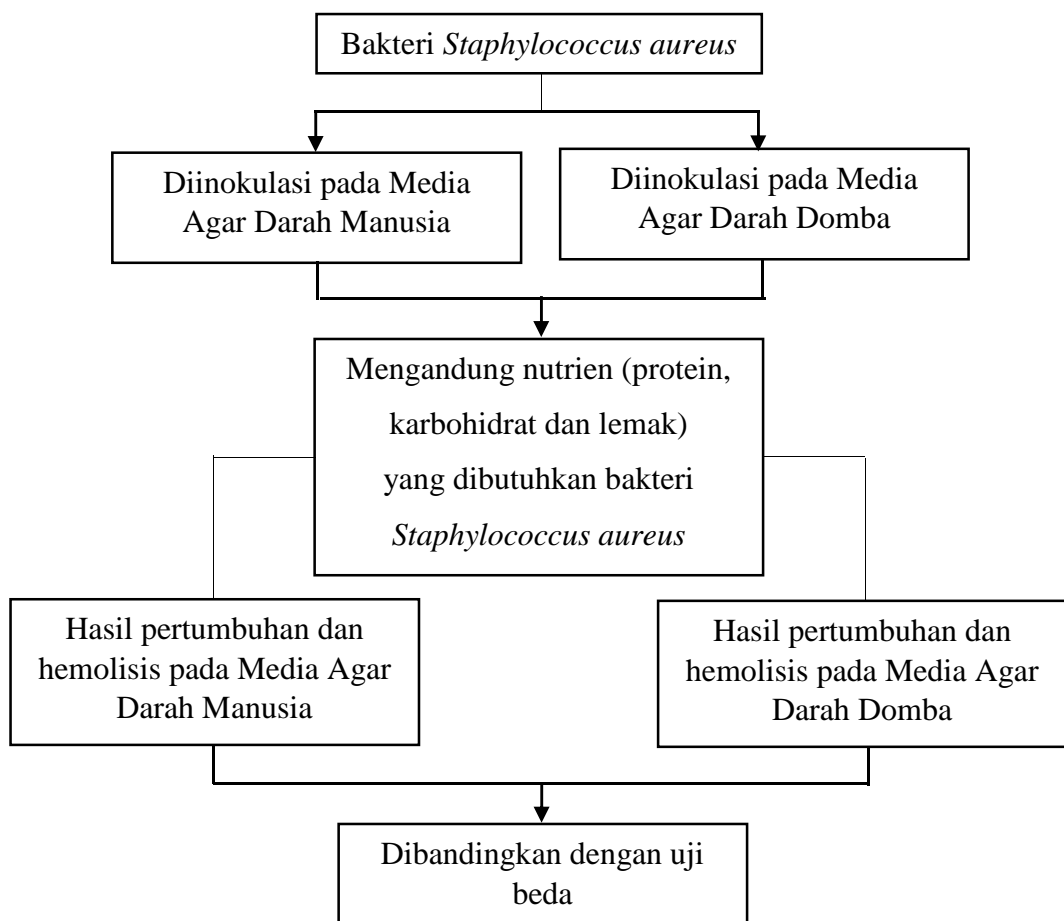 Bakteri Staphylococcus aureus
Diinokulasi pada Media
Agar Darah Manusia
Diinokulasi pada Media
Agar Darah Domba
Mengandung nutrien (protein,
karbohidrat dan lemak)
yang dibutuhkan bakteri
Staphylococcus aureus
Hasil pertumbuhan dan
hemolisis pada Media Agar
Darah Manusia
Hasil pertumbuhan dan
hemolisis pada Media Agar
Darah Domba
Dibandingkan dengan uji
beda